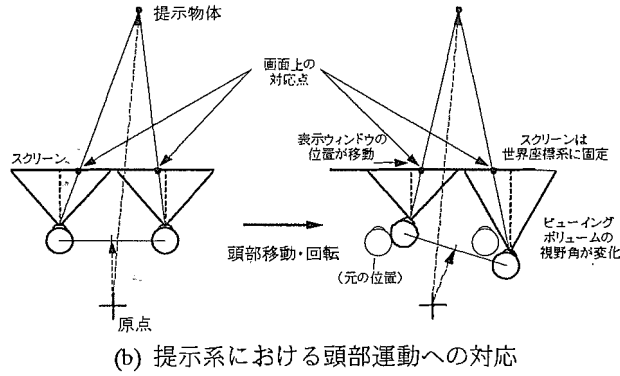 提示物体
画面上の
対応点
スクリーン
表示ウィンドウの
位置が移動
スクリーンは
世界座標系に固定
頭部移動・回転
(元の位置)
ビューイング
ボリュームの
視野角が変化
原点
(b) 提示系における頭部運動への対応